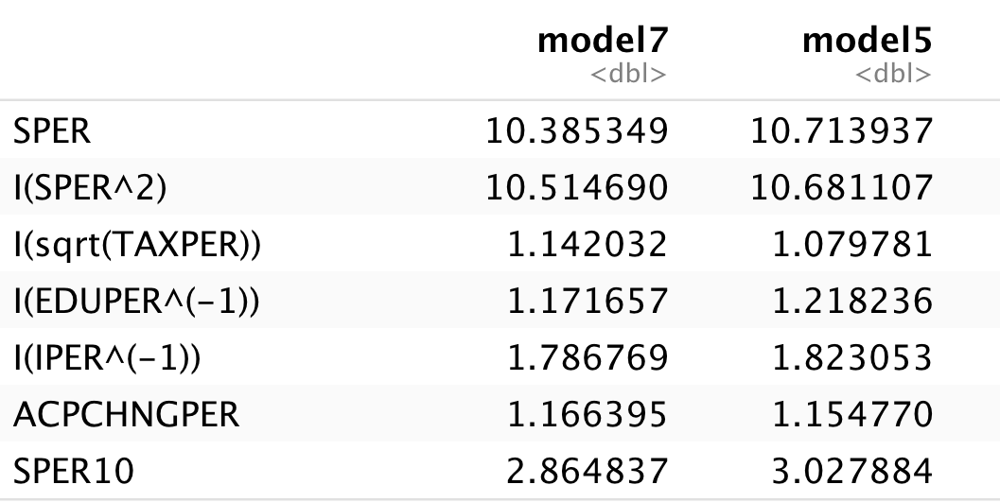 model7 model5
<dbl> <dbl>
SPER 10.385349 10.713937
I(SPER^2) 10.514690 10.681107
I(sqrt(TAXPER)) 1.142032 1.079781
I(EDUPER^(-1)) 1.171657 1.218236
I(IPER^(-1)) 1.786769 1.823053
ACPCHNGPER 1.166395 1.154770
SPER10 2.864837 3.027884